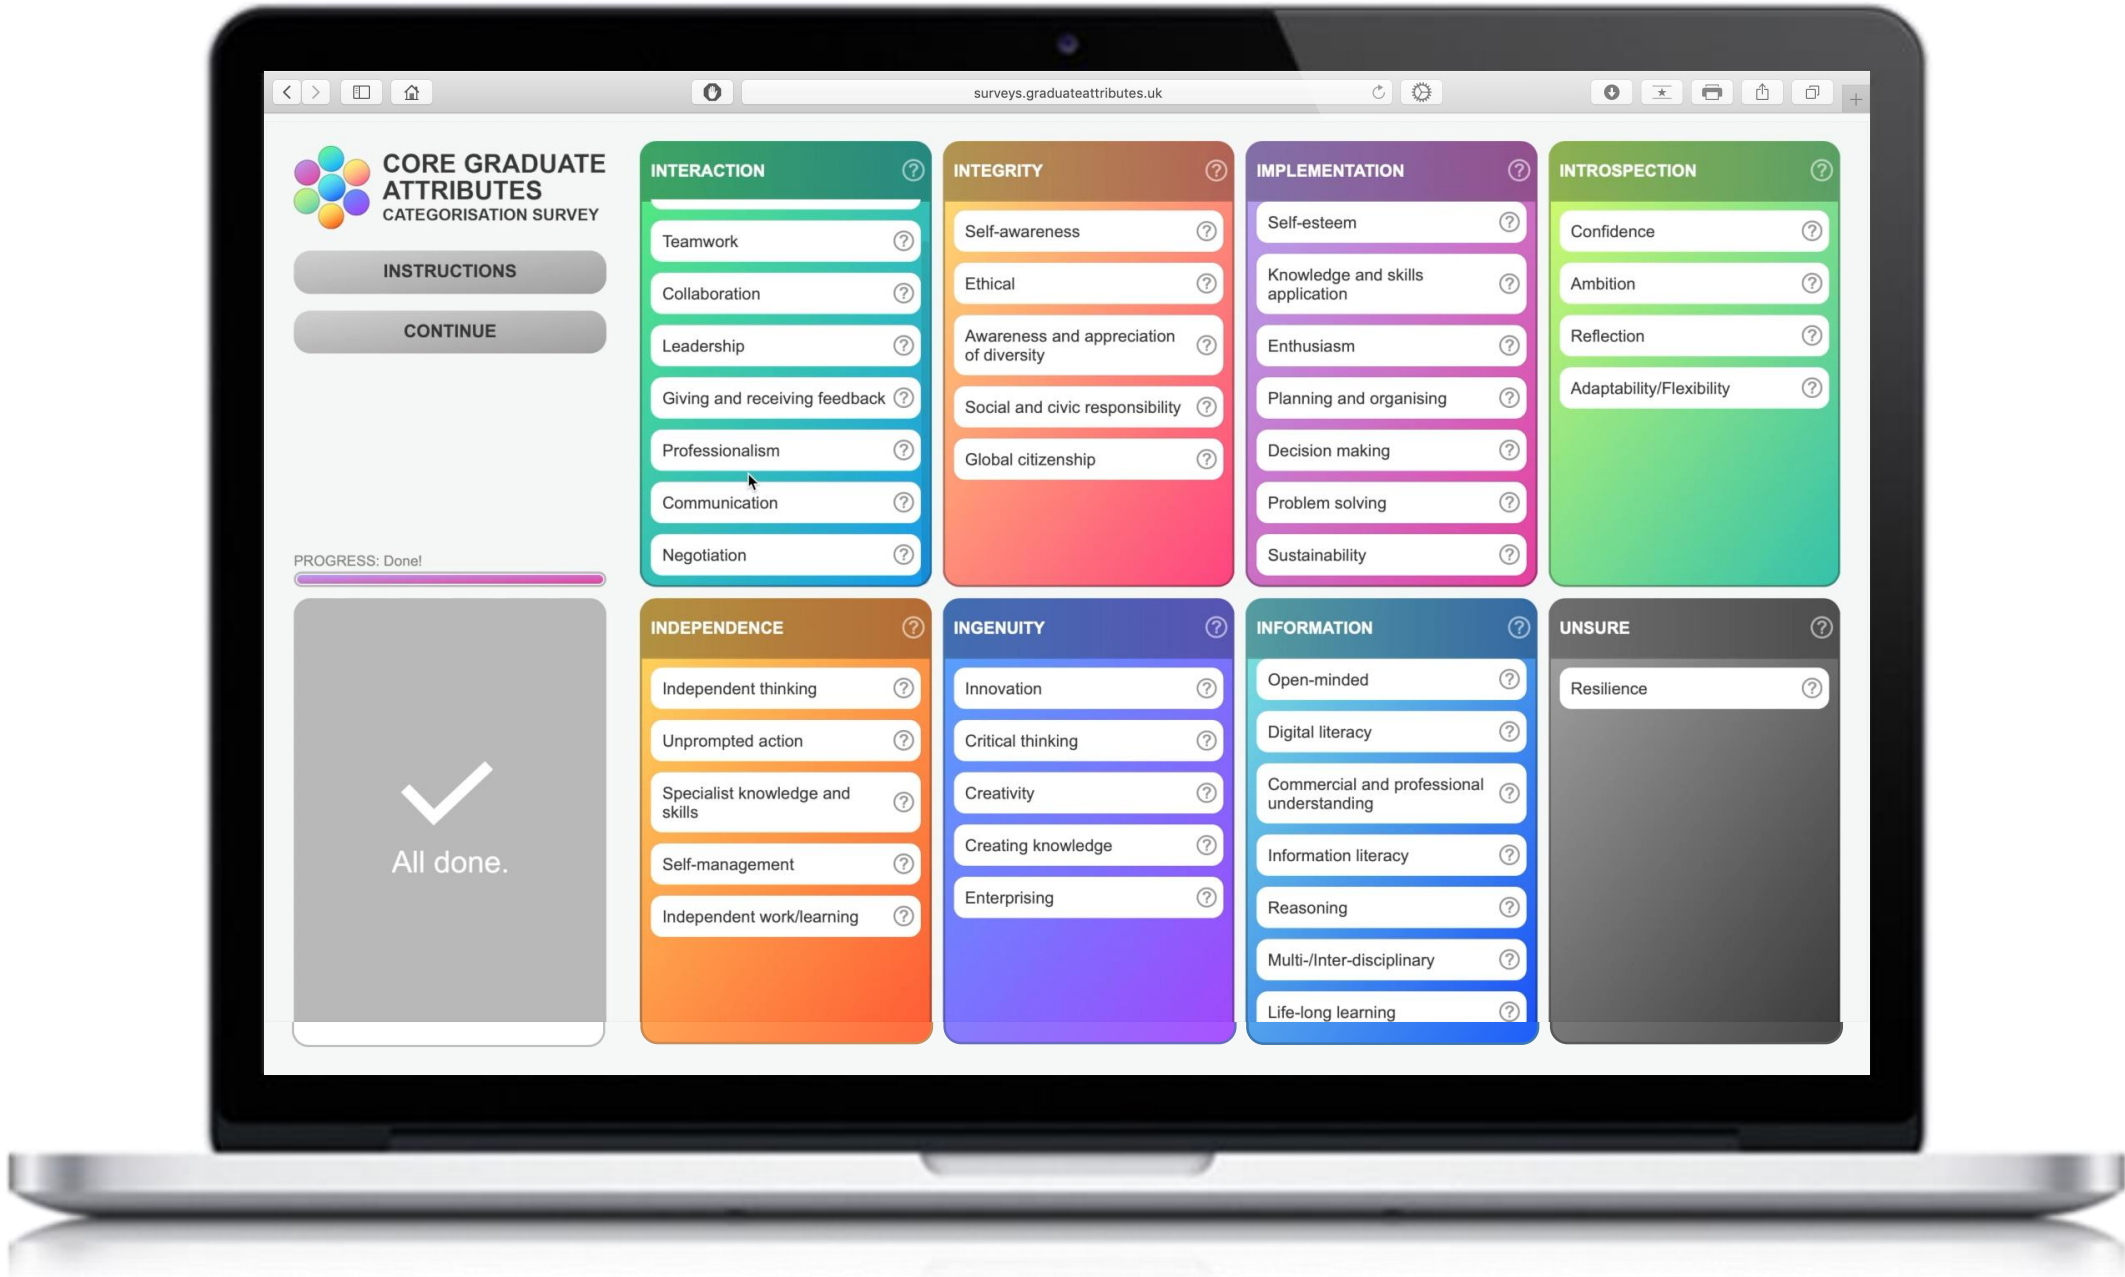 surveys.graduateattributes.uk
CORE GRADUATE
ATTRIBUTES
CATEGORISATION SURVEY
INSTRUCTIONS
CONTINUE
PROGRESS: Done!
All done.
INTERACTION
Teamwork
Collaboration
Leadership
Giving and receiving feedback
Professionalism
Communication
Negotiation
INTEGRITY
Self-awareness
Ethical
Awareness and appreciation
of diversity
Social and civic responsibility
Global citizenship
IMPLEMENTATION
Self-esteem
Knowledge and skills
application
Enthusiasm
Planning and organising
Decision making
Problem solving
Sustainability
INTROSPECTION
Confidence
Ambition
Reflection
Adaptability/Flexibility
INDEPENDENCE
Independent thinking
Unprompted action
Specialist knowledge and
skills
Self-management
Independent work/learning
INGENUITY
Innovation
Critical thinking
Creativity
Creating knowledge
Enterprising
INFORMATION
Open-minded
Digital literacy
Commercial and professional
understanding
Information literacy
Reasoning
Multi-/Inter-disciplinary
Life-long learning
UNSURE
Resilience